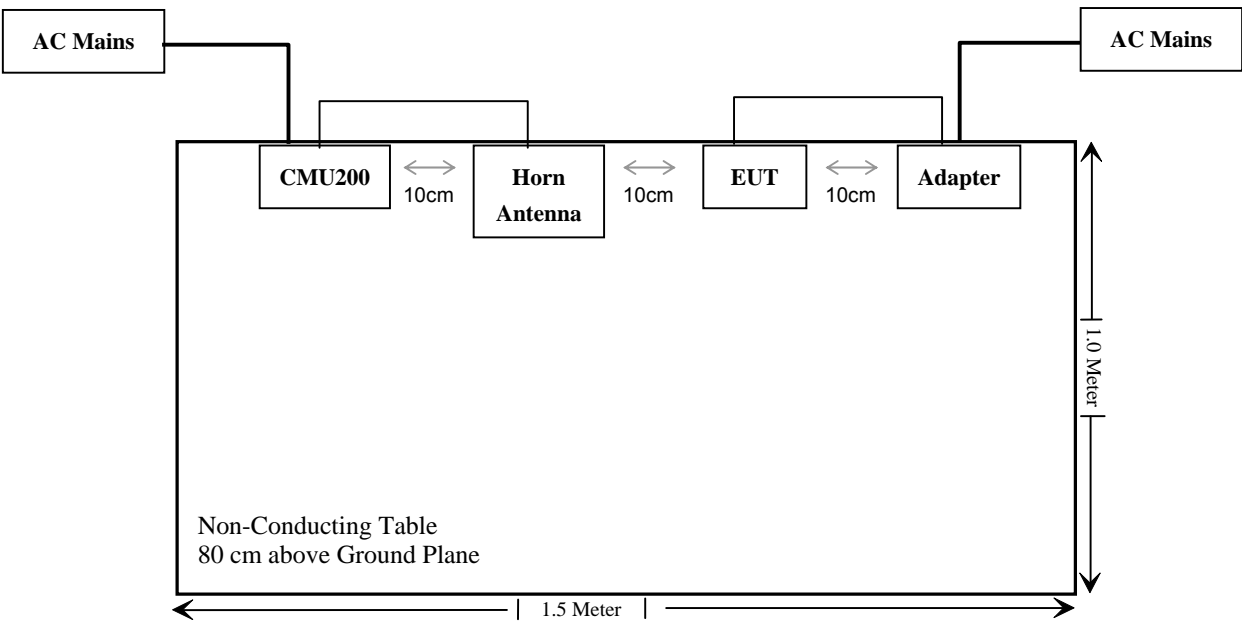 AC Mains
AC Mains
CMU200
10cm
Horn
Antenna
10cm
EUT
10cm
Adapter
1.0 Meter
Non-Conducting Table
80 cm above Ground Plane
1.5 Meter